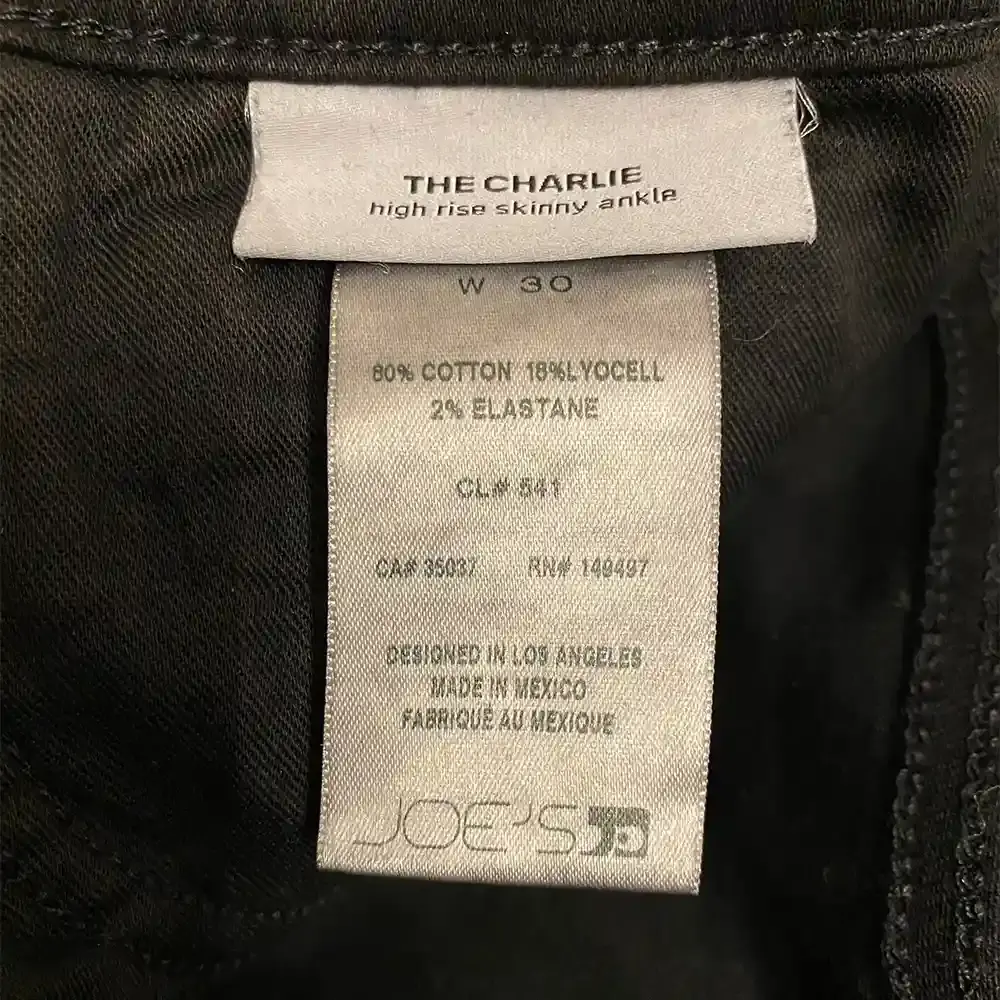 THE CHARLIE
high rise skinny ankle
W 30
80% COTTON 18%LYOCELL
2% ELASTANE
CL# 541
CA# 35037 RN# 149497
DESIGNED IN LOS ANGELES
MADE IN MEXICO
FABRIQUÉ AU MEXIQUE
JOE'S